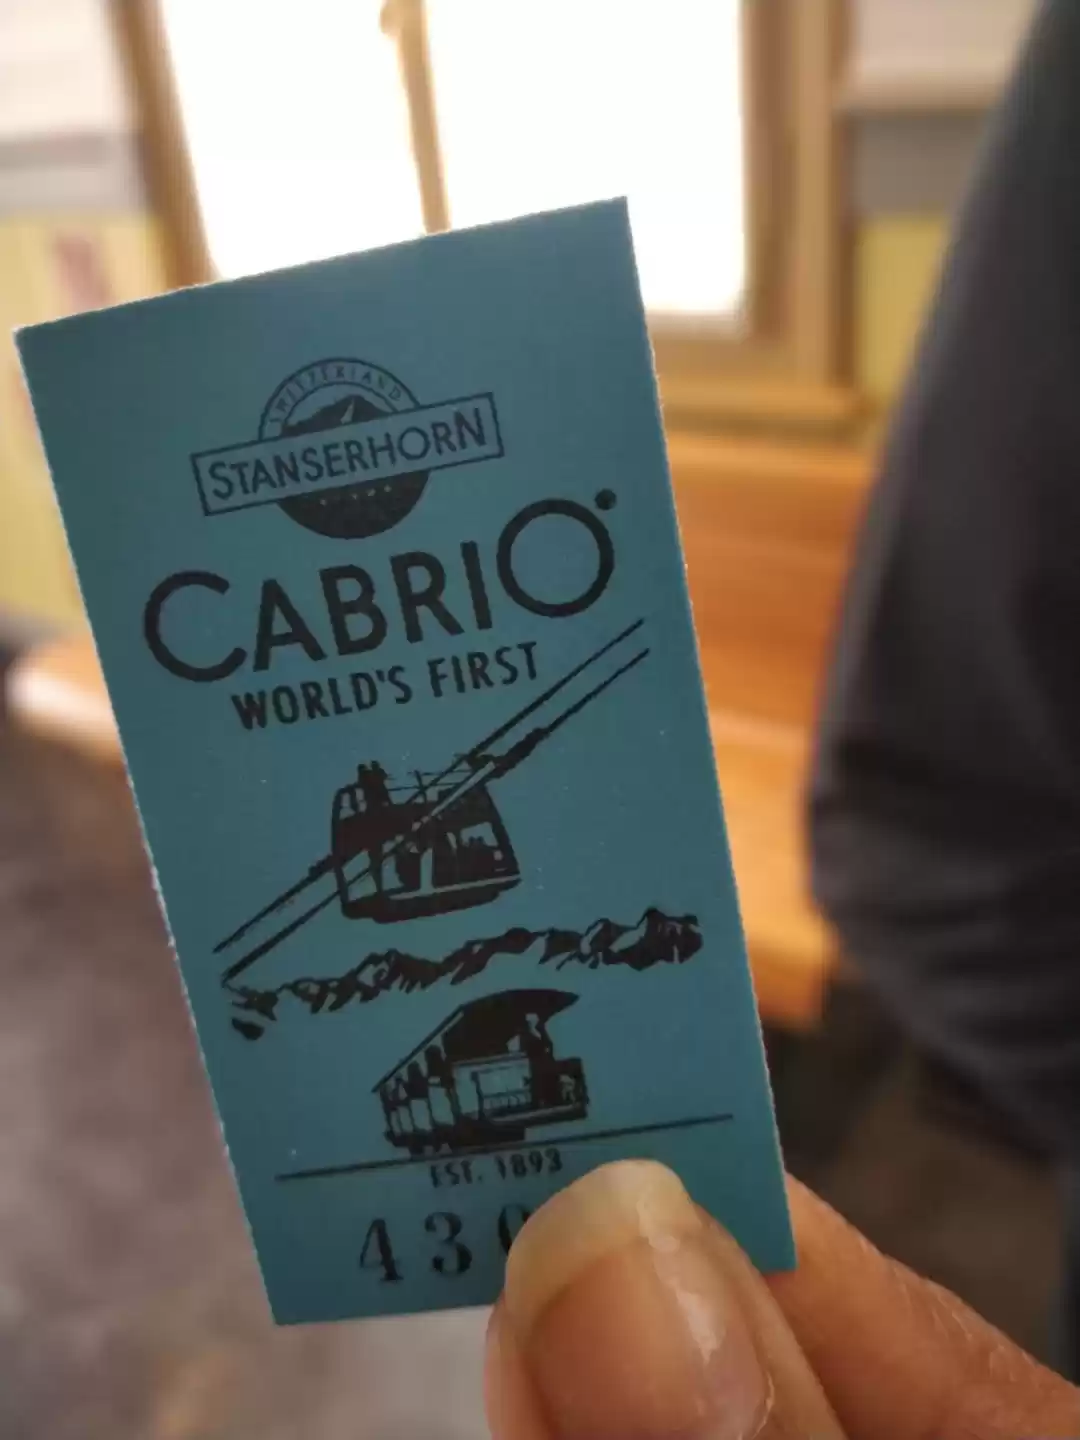 SWITZERLAND
STANSERHORN
CABRIO
WORLD'S FIRST
EST. 1893
43